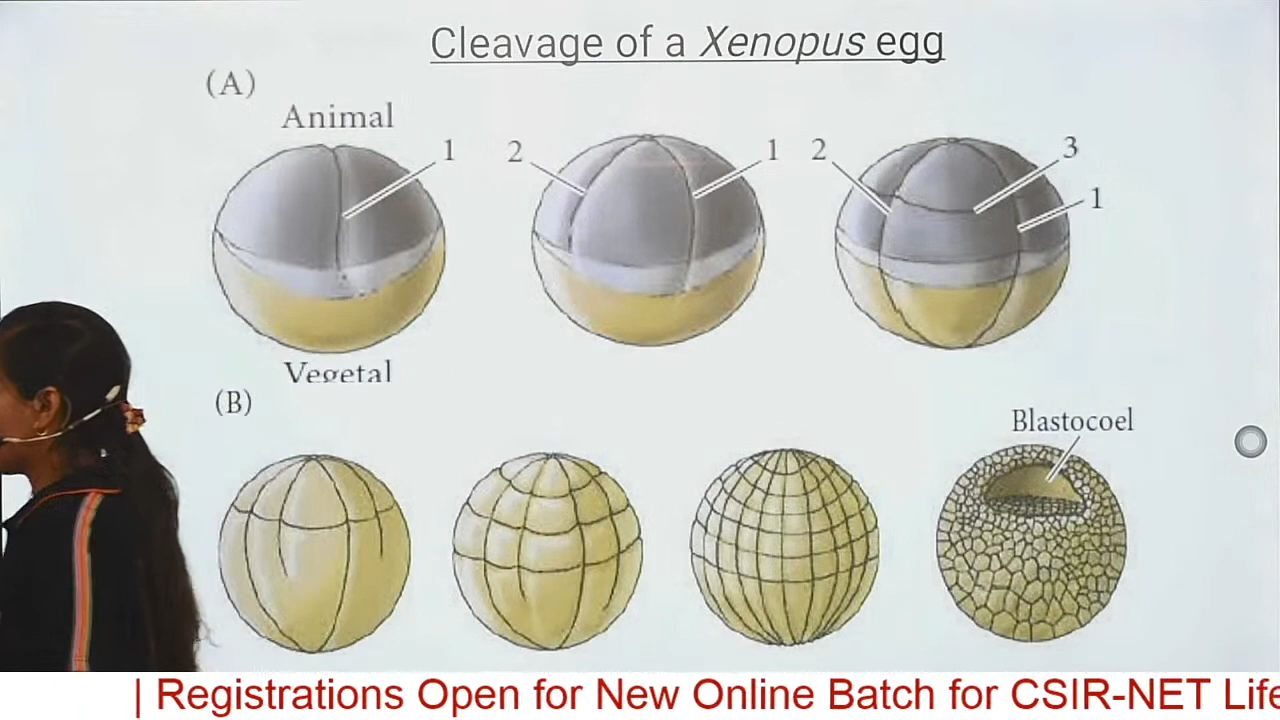 Cleavage of a Xenopus egg
(A)
Animal
1
2
1
2
3
1
Vegetal
(B)
Blastocoel
| Registrations Open for New Online Batch for CSIR-NET Life